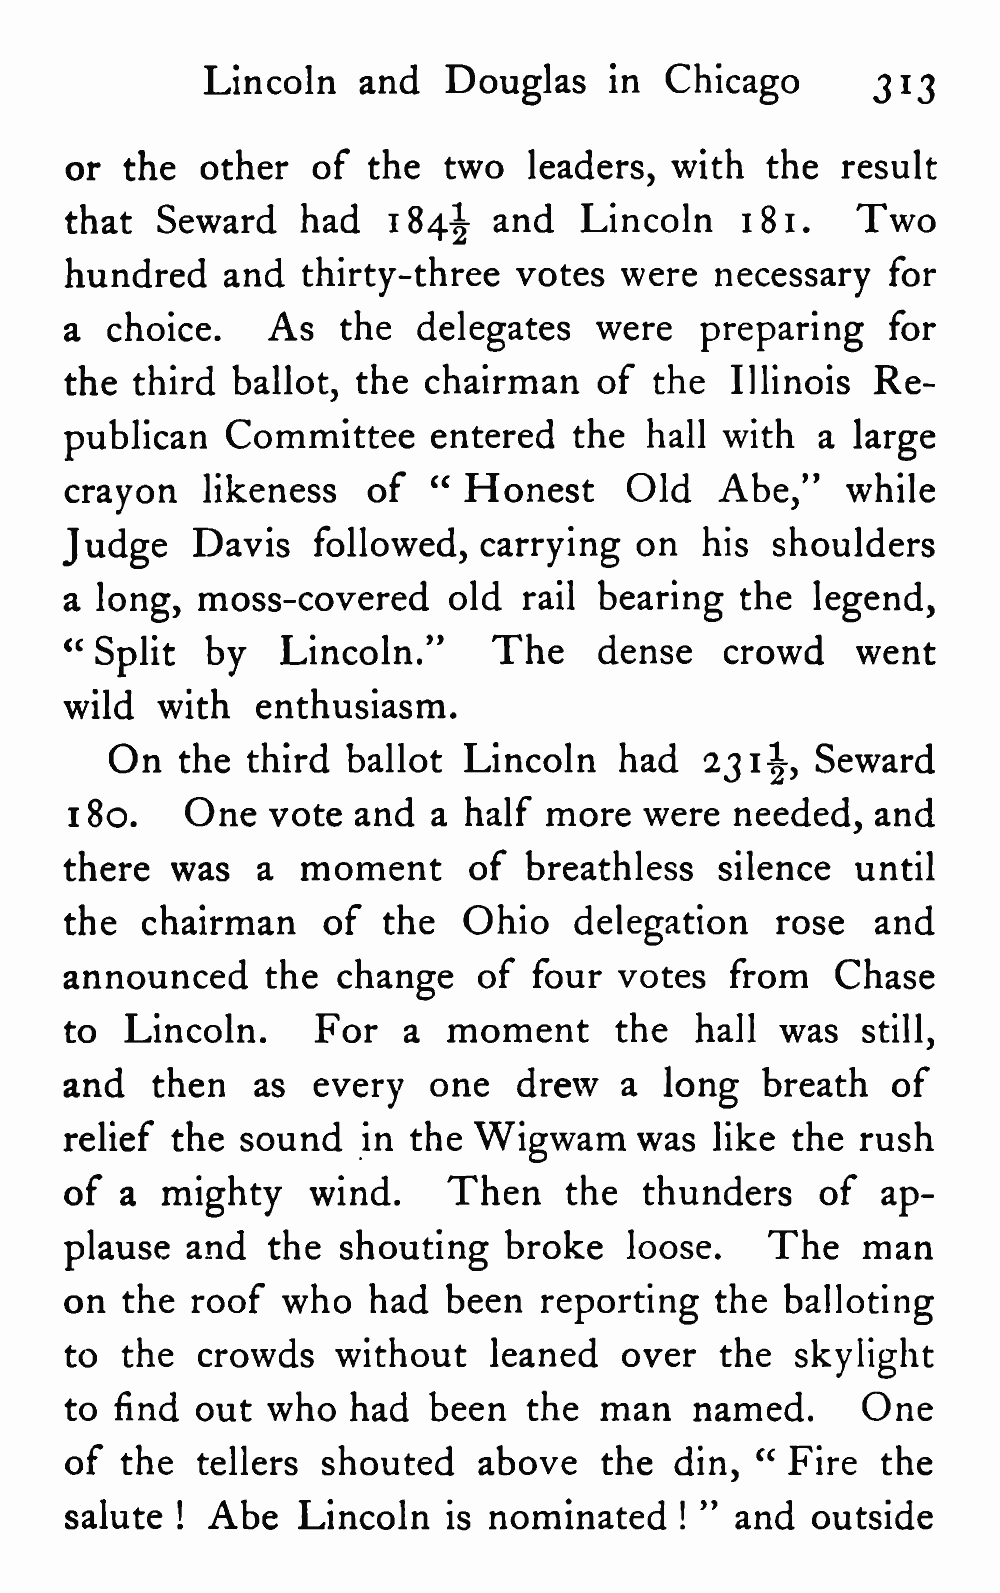 Lincoln and Douglas in Chicago 313
or the other of the two leaders, with the result
that Seward had 184½ and Lincoln 181. Two
hundred and thirty-three votes were necessary for
a choice. As the delegates were preparing for
the third ballot, the chairman of the Illinois Re-
publican Committee entered the hall with a large
crayon likeness of “ Honest Old Abe,” while
Judge Davis followed, carrying on his shoulders
a long, moss-covered old rail bearing the legend,
“ Split by Lincoln.” The dense crowd went
wild with enthusiasm.
On the third ballot Lincoln had 231½, Seward
180. One vote and a half more were needed, and
there was a moment of breathless silence until
the chairman of the Ohio delegation rose and
announced the change of four votes from Chase
to Lincoln. For a moment the hall was still,
and then as every one drew a long breath of
relief the sound in the Wigwam was like the rush
of a mighty wind. Then the thunders of ap-
plause and the shouting broke loose. The man
on the roof who had been reporting the balloting
to the crowds without leaned over the skylight
to find out who had been the man named. One
of the tellers shouted above the din, “ Fire the
salute ! Abe Lincoln is nominated ! ” and outside